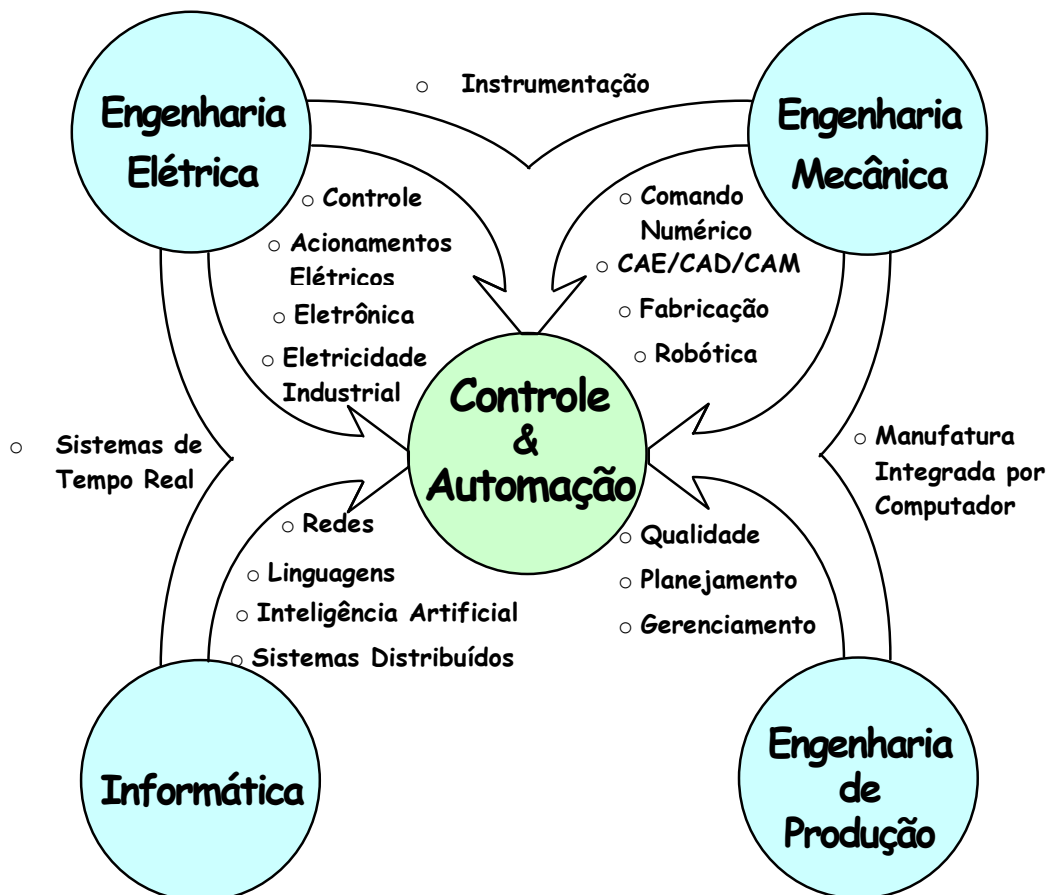 Engenharia
Elétrica
○ Instrumentação
Engenharia
Mecânica
○ Controle
○ Acionamentos
Elétricos
○ Eletrônica
○ Eletricidade
Industrial
○ Comando
Numérico
○ CAE/CAD/CAM
○ Fabricação
○ Robótica
Controle
&
Automação
○ Sistemas de
Tempo Real
○ Manufatura
Integrada por
Computador
○ Redes
○ Linguagens
○ Inteligência Artificial
○ Sistemas Distribuídos
○ Qualidade
○ Planejamento
○ Gerenciamento
Informática
Engenharia
de
Produção